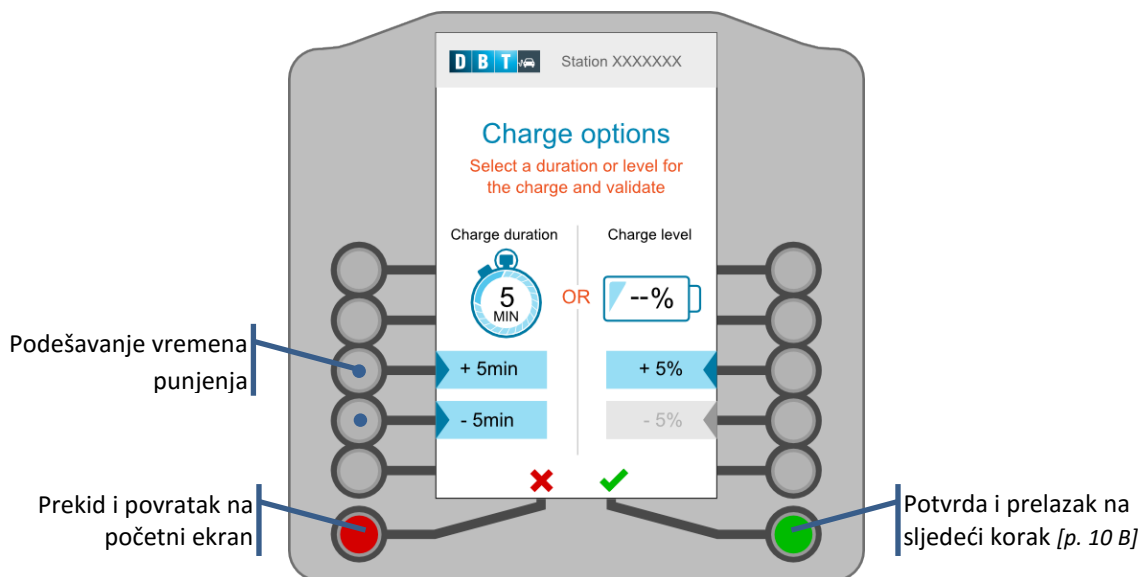 DBT Station XXXXXXX
Charge options
Select a duration or level for
the charge and validate
Charge duration
Charge level
5
MIN
OR
--%
+ 5min
+ 5%
- 5min
- 5%
Podešavanje vremena
punjenja
Prekid i povratak na
početni ekran
Potvrda i prelazak na
sljedeći korak [p. 10 B]